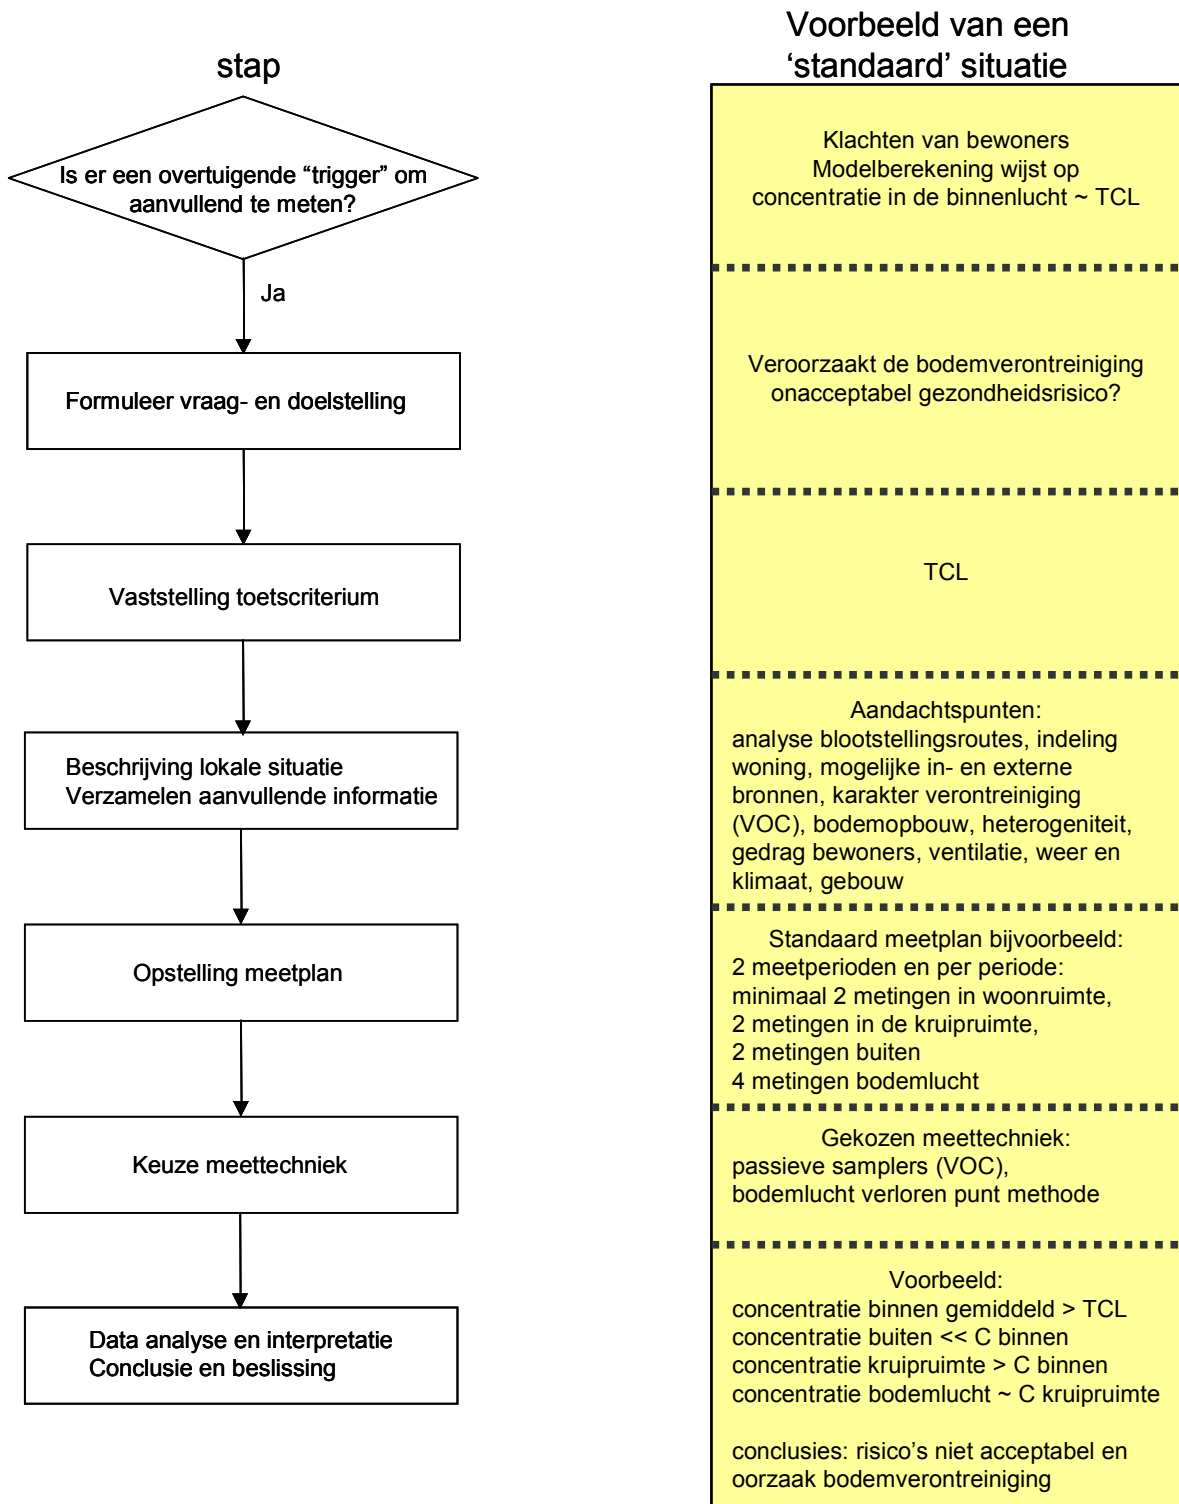 stap
Is er een overtuigende “trigger” om
aanvullend te meten?
Ja
Formuleer vraag- en doelstelling
Vaststelling toetscriterium
Beschrijving lokale situatie
Verzamelen aanvullende informatie
Opstelling meetplan
Keuze meettechniek
Data analyse en interpretatie
Conclusie en beslissing
Voorbeeld van een
‘standaard’ situatie
Klachten van bewoners
Modelberekening wijst op
concentratie in de binnenlucht ~ TCL
Veroorzaakt de bodemverontreiniging
onacceptabel gezondheidsrisico?
TCL
Aandachtspunten:
analyse blootstellingsroutes, indeling
woning, mogelijke in- en externe
bronnen, karakter verontreiniging
(VOC), bodemopbouw, heterogeniteit,
gedrag bewoners, ventilatie, weer en
klimaat, gebouw
Standaard meetplan bijvoorbeeld:
2 meetperioden en per periode:
minimaal 2 metingen in woonruimte,
2 metingen in de kruipruimte,
2 metingen buiten
4 metingen bodemlucht
Gekozen meettechniek:
passieve samplers (VOC),
bodemlucht verloren punt methode
Voorbeeld:
concentratie binnen gemiddeld > TCL
concentratie buiten << C binnen
concentratie kruipruimte > C binnen
concentratie bodemlucht ~ C kruipruimte
conclusies: risico’s niet acceptabel en
oorzaak bodemverontreiniging